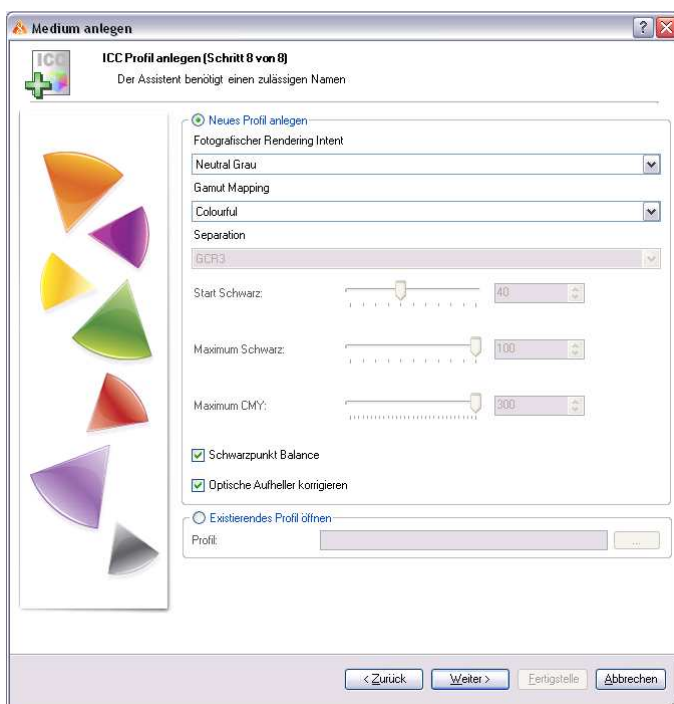 Medium anlegen
ICC
ICC Profil anlegen (Schritt 8 von 8)
Der Assistent benötigt einen zulässigen Namen
Neues Profil anlegen
Fotografischer Rendering Intent
Neutral Grau
Gamut Mapping
Colourful
Separation
GCR3
Start Schwarz: 40
Maximum Schwarz: 100
Maximum CMY: 300
Schwarzpunkt Balance
Optische Aufheller korrigieren
Existierendes Profil öffnen
Profil: ...
< Zurück Weiter > Fertigstelle Abbrechen